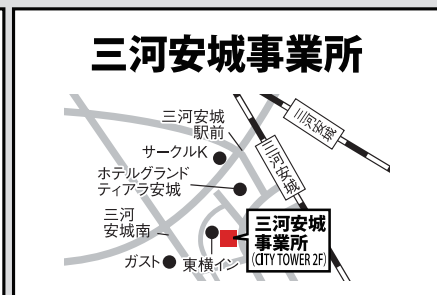 三河安城事業所
三河安城
駅前
サークルK
ホテルグランド
ティアラ安城
三河
安城南
ガスト
東横イン
三河安城
三河安城
三河安城
事業所
(CITY TOWER 2F)